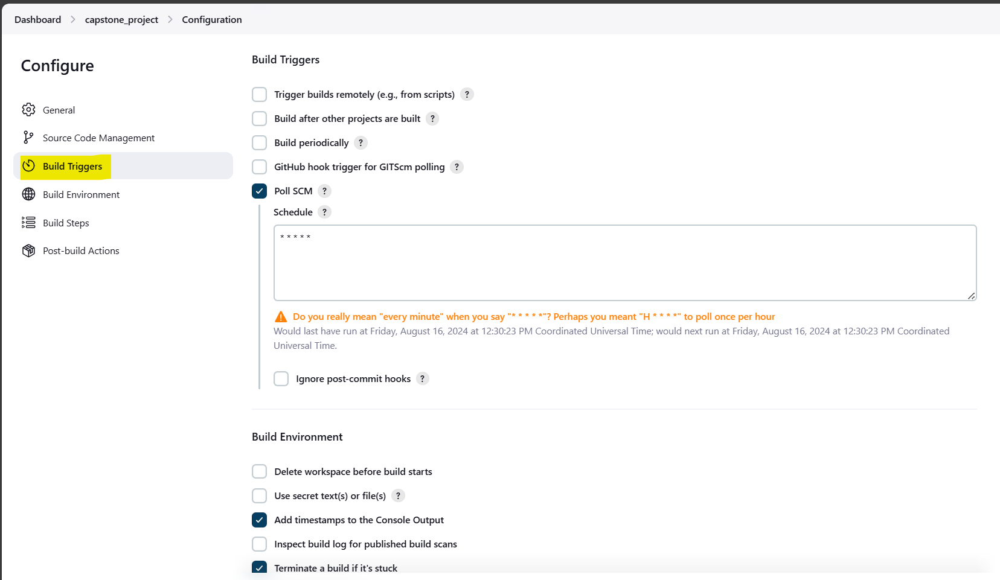 Dashboard > capstone_project > Configuration
Configure
General
Source Code Management
Build Triggers
Build Environment
Build Steps
Post-build Actions
Build Triggers
Trigger builds remotely (e.g., from scripts) ?
Build after other projects are built ?
Build periodically ?
GitHub hook trigger for GITScm polling ?
Poll SCM ?
Schedule ?
* * * * *
Do you really mean "every minute" when you say "* * * * *"? Perhaps you meant "H * * * *" to poll once per hour
Would last have run at Friday, August 16, 2024 at 12:30:23 PM Coordinated Universal Time; would next run at Friday, August 16, 2024 at 12:30:23 PM Coordinated
Universal Time.
Ignore post-commit hooks ?
Build Environment
Delete workspace before build starts
Use secret text(s) or file(s) ?
Add timestamps to the Console Output
Inspect build log for published build scans
Terminate a build if it's stuck